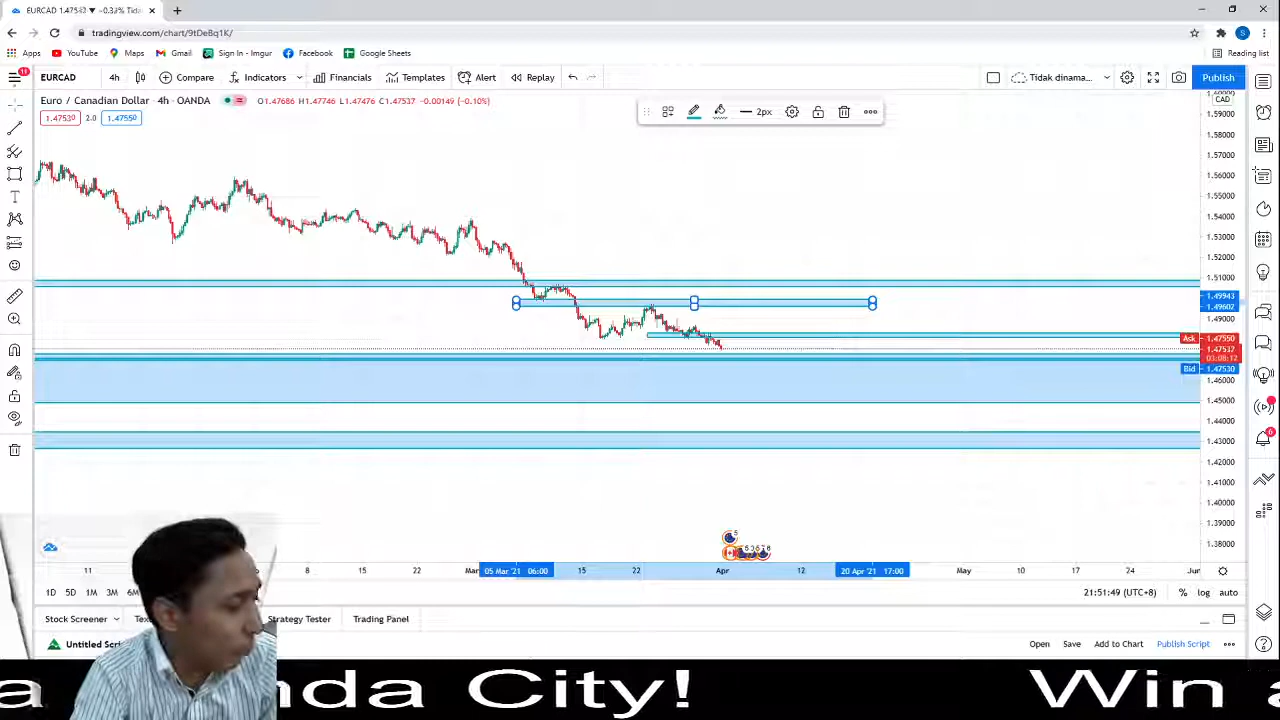 EURCAD 1.47537 ▼ −0.33% Tida
tradingview.com/chart/9tDeBq1K/
Apps YouTube Maps Gmail Sign In - Imgur Facebook Google Sheets Reading list
11 EURCAD 4h Compare Indicators Financials Templates Alert Replay Tidak dinama... Publish
Euro / Canadian Dollar · 4h · OANDA O1.47686 H1.47746 L1.47476 C1.47537 −0.00149 (−0.10%)
1.47530 2.0 1.47550
2px
CAD
1.59000
1.58000
1.57000
1.56000
1.55000
1.54000
1.53000
1.52000
1.51000
1.49943
1.49602
1.49000
Ask 1.47550
1.47537
03:08:12
Bid 1.47530
1.46000
1.45000
1.44000
1.43000
1.42000
1.41000
1.40000
1.39000
1.38000
11 8 15 22 Mar 05 Mar '21 06:00 15 22 Apr 12 20 Apr '21 17:00 May 10 17 24 Jun
1D 5D 1M 3M 6M 21:51:49 (UTC+8) % log auto
Stock Screener Strategy Tester Trading Panel
Untitled Scri Open Save Add to Chart Publish Script
a nda City! Win a